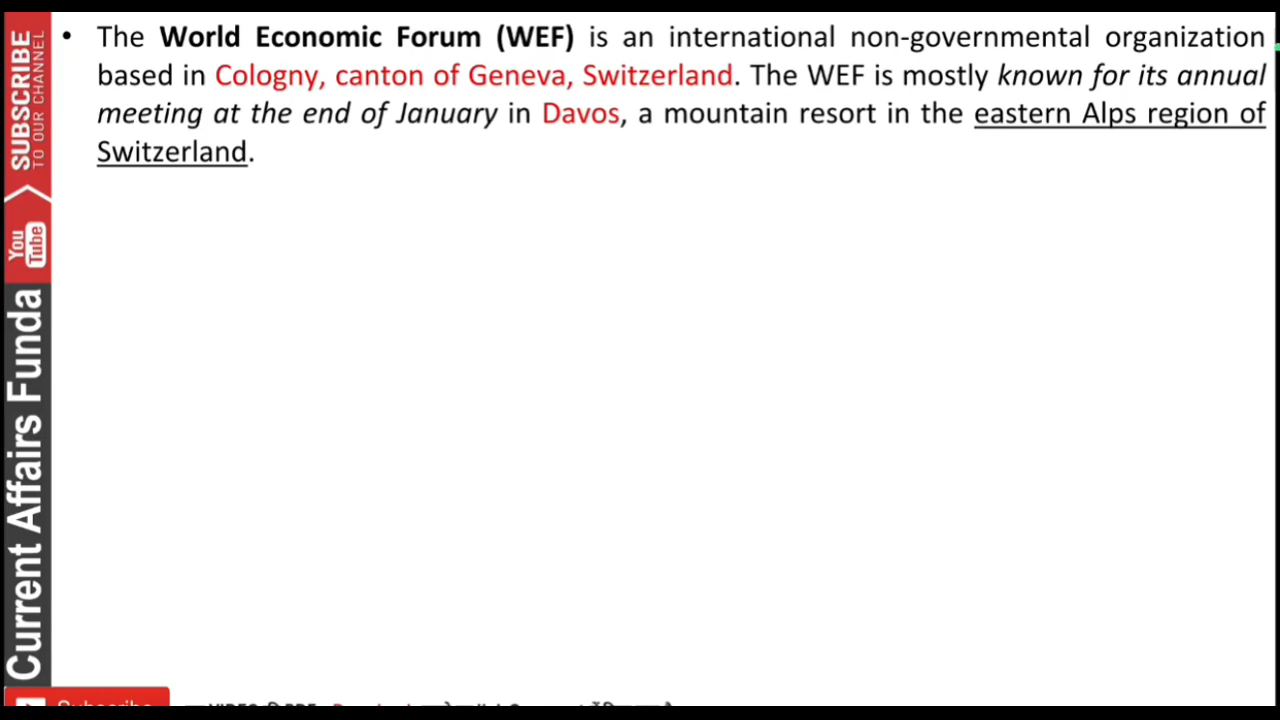 • The World Economic Forum (WEF) is an international non-governmental organization
based in Cologny, canton of Geneva, Switzerland. The WEF is mostly known for its annual
meeting at the end of January in Davos, a mountain resort in the eastern Alps region of
Switzerland.
SUBSCRIBE
TO OUR CHANNEL
You
Tube
Current Affairs Funda
Subscribe